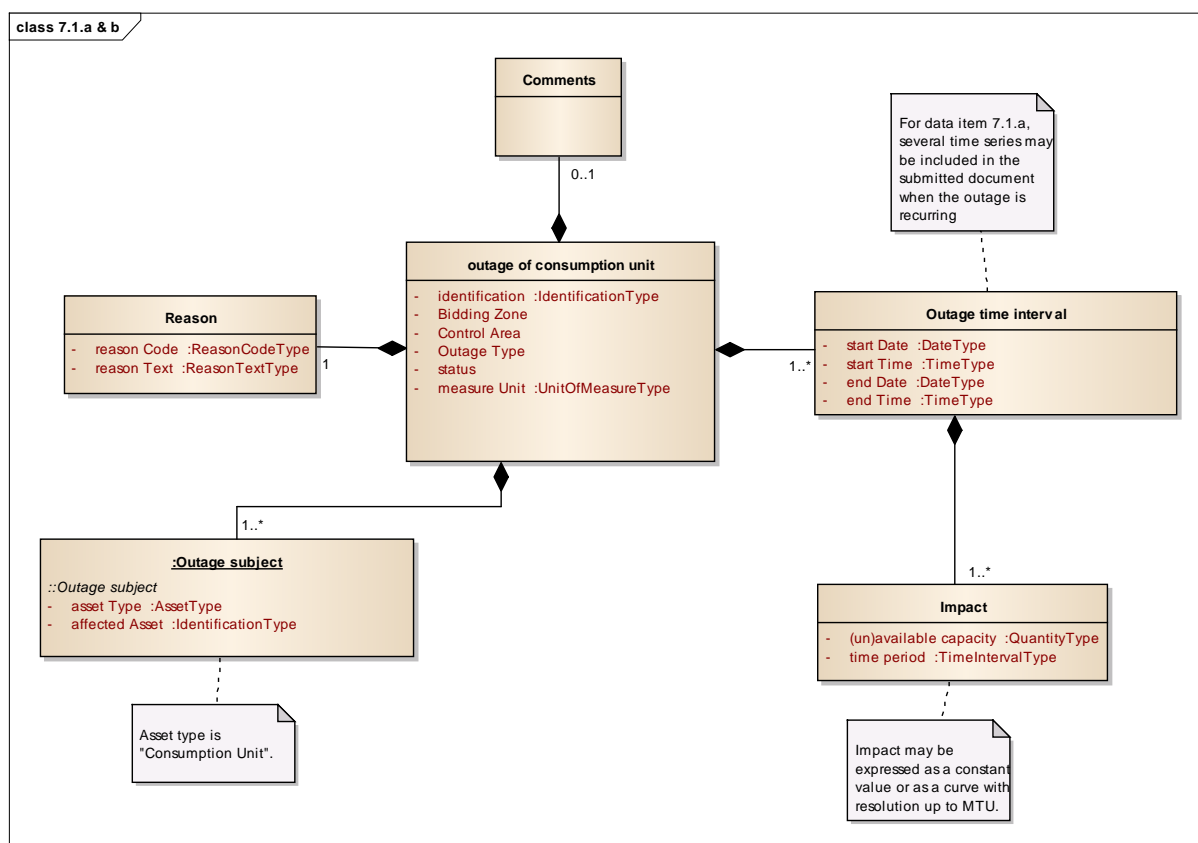 class 7.1.a & b
Comments
0..1
For data item 7.1.a,
several time series may
be included in the
submitted document
when the outage is
recurring
outage of consumption unit
- identification :IdentificationType
- Bidding Zone
- Control Area
- Outage Type
- status
- measure Unit :UnitOfMeasureType
Reason
- reason Code :ReasonCodeType
- reason Text :ReasonTextType
1
Outage time interval
- start Date :DateType
- start Time :TimeType
- end Date :DateType
- end Time :TimeType
1..*
1..*
:Outage subject
::Outage subject
- asset Type :AssetType
- affected Asset :IdentificationType
Asset type is
"Consumption Unit".
1..*
Impact
- (un)available capacity :QuantityType
- time period :TimeIntervalType
Impact may be
expressed as a constant
value or as a curve with
resolution up to MTU.